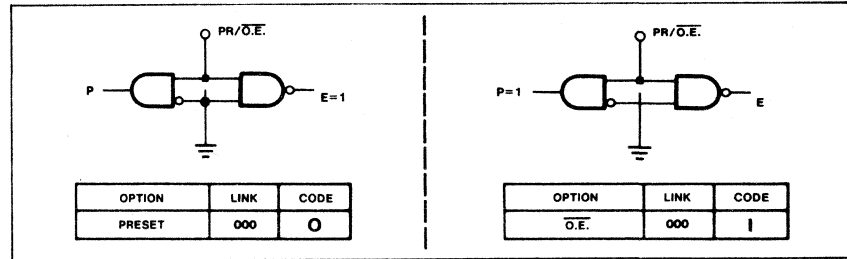 PR/O.E.
P
E=1
OPTION LINK CODE
PRESET 000 O
PR/O.E.
P=1
E
OPTION LINK CODE
O.E. 000 I